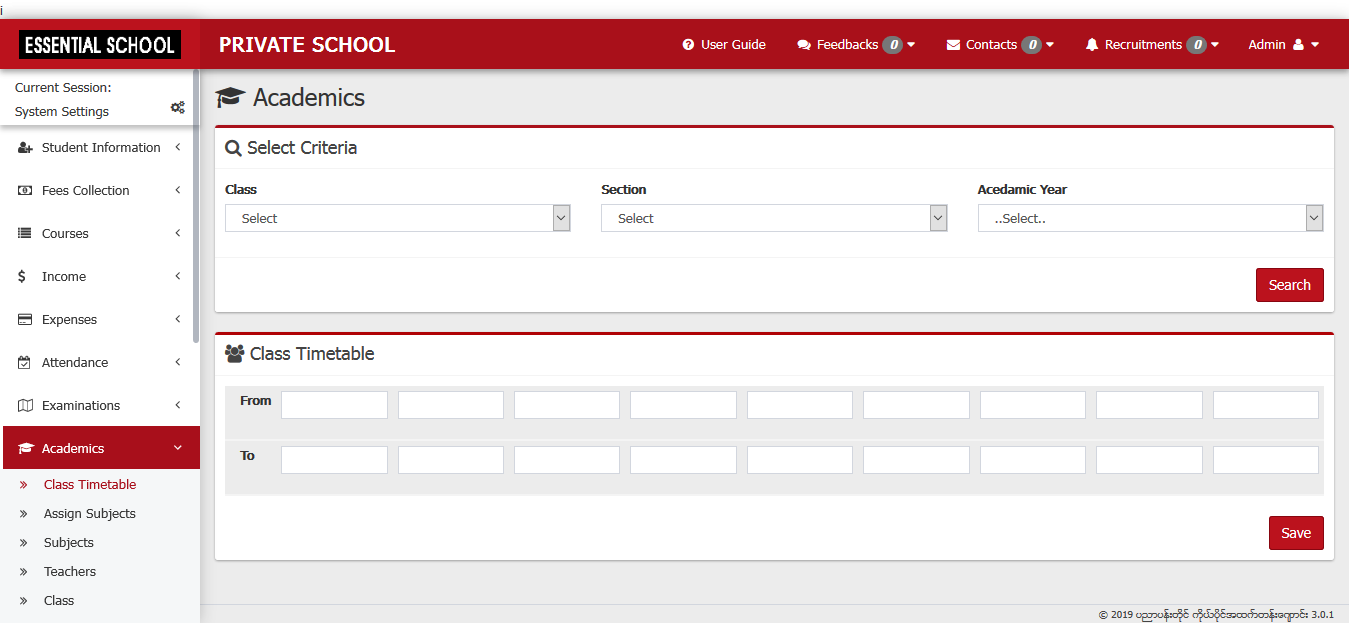 i
ESSENTIAL SCHOOL
PRIVATE SCHOOL
User Guide
Feedbacks 0
Contacts 0
Recruitments 0
Admin
Current Session:
System Settings
Student Information
Fees Collection
Courses
Income
Expenses
Attendance
Examinations
Academics
Class Timetable
Assign Subjects
Subjects
Teachers
Class
Academics
Select Criteria
Class
Section
Acedamic Year
Select
Select
..Select..
Search
Class Timetable
From
To
Save
© 2019 ပညာပန်းတိုင် ကိုယ်ပိုင်အထက်တန်းကျောင်း 3.0.1